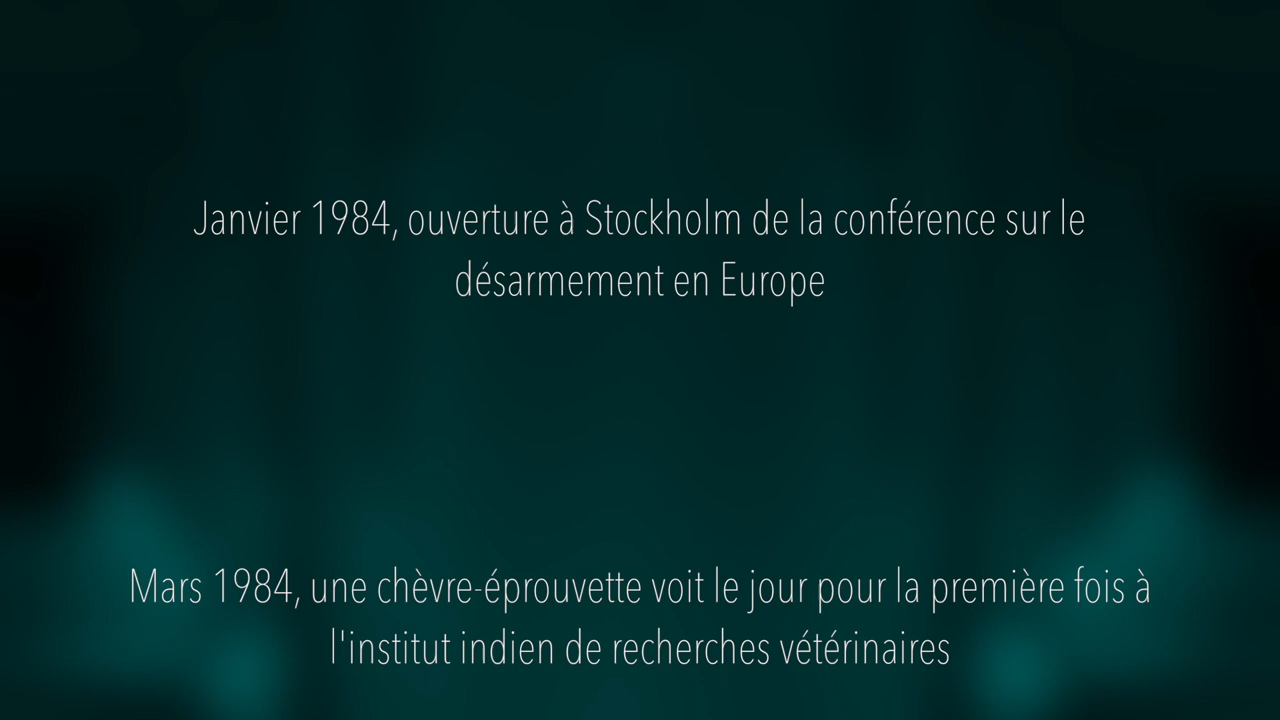 Janvier 1984, ouverture à Stockholm de la conférence sur le
désarmement en Europe
Mars 1984, une chèvre-éprouvette voit le jour pour la première fois à
l'institut indien de recherches vétérinaires